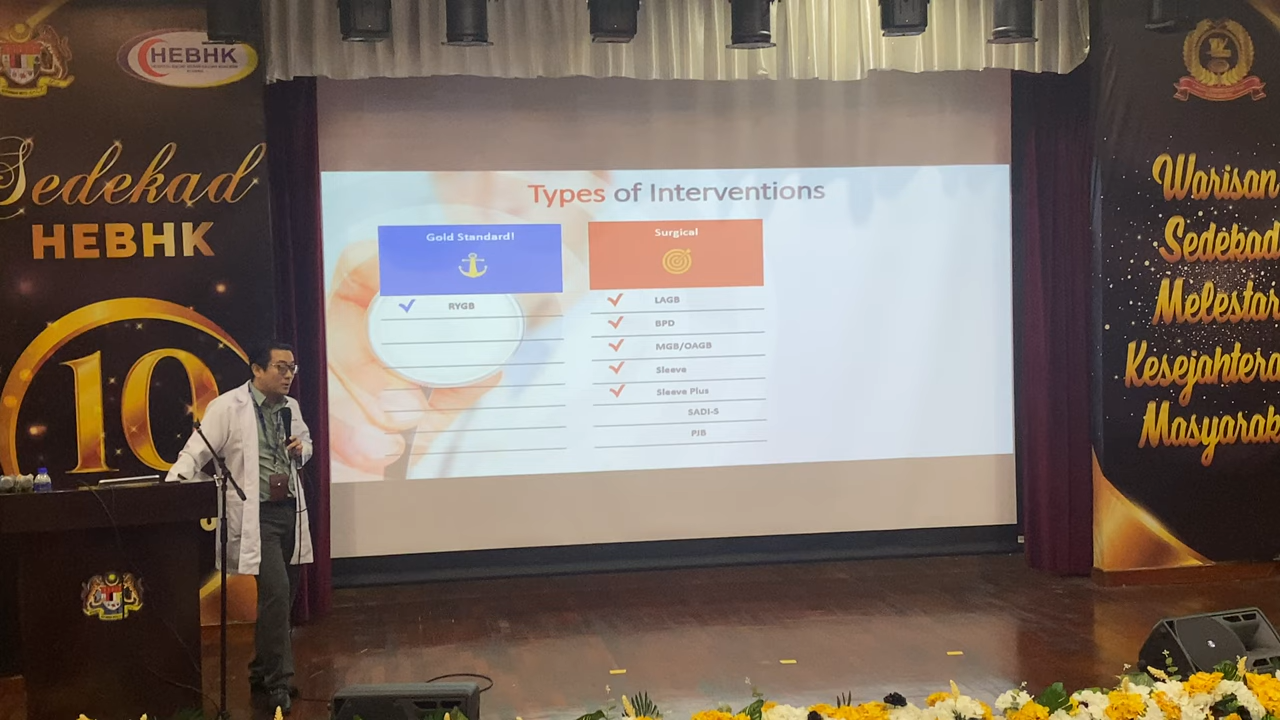 HEBHK
Sedekad
HEBHK
10
Types of Interventions
Gold Standard!
RYGB
Surgical
LAGB
BPD
MGB/OAGB
Sleeve
Sleeve Plus
SADI-S
PJB
Warisan
Sedekad
Melestar
Kesejahtera
Masyarak